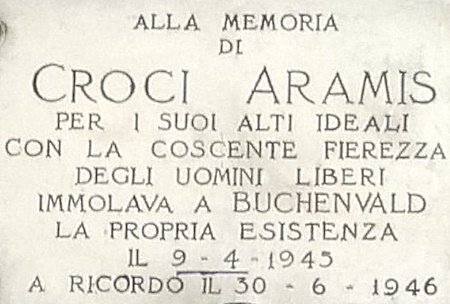 ALLA MEMORIA
DI
CROCI ARAMIS
PER I SUOI ALTI IDEALI
CON LA COSCENTE FIEREZZA
DEGLI UOMINI LIBERI
IMMOLAVA A BUCHENVALD
LA PROPRIA ESISTENZA
IL 9-4-1945
A RICORDO IL 30-6-1946